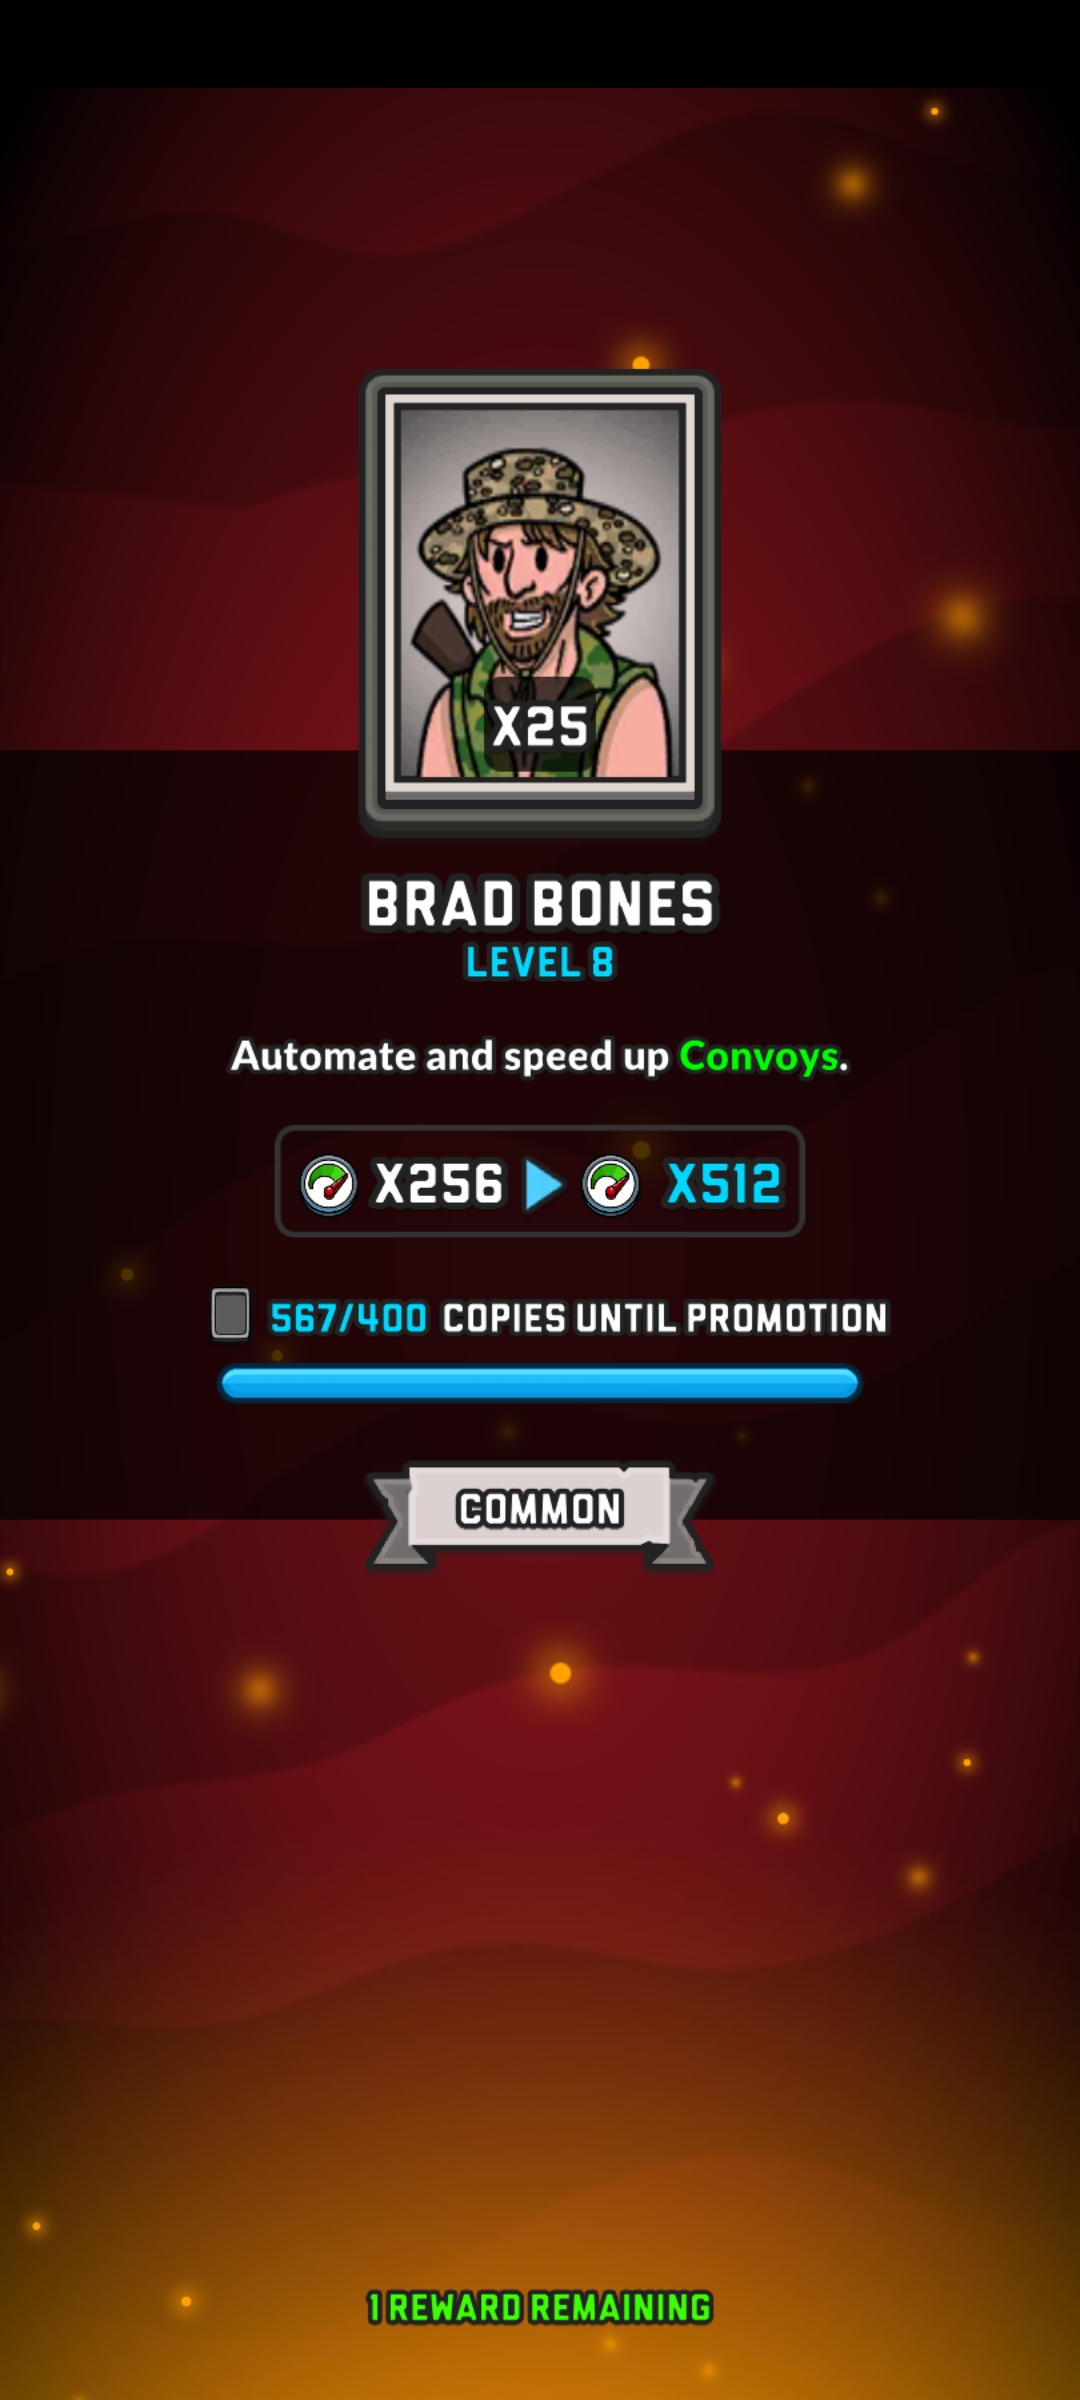 X25
BRAD BONES
LEVEL 8
Automate and speed up Convoys.
X256 X512
567/400 COPIES UNTIL PROMOTION
COMMON
1 REWARD REMAINING